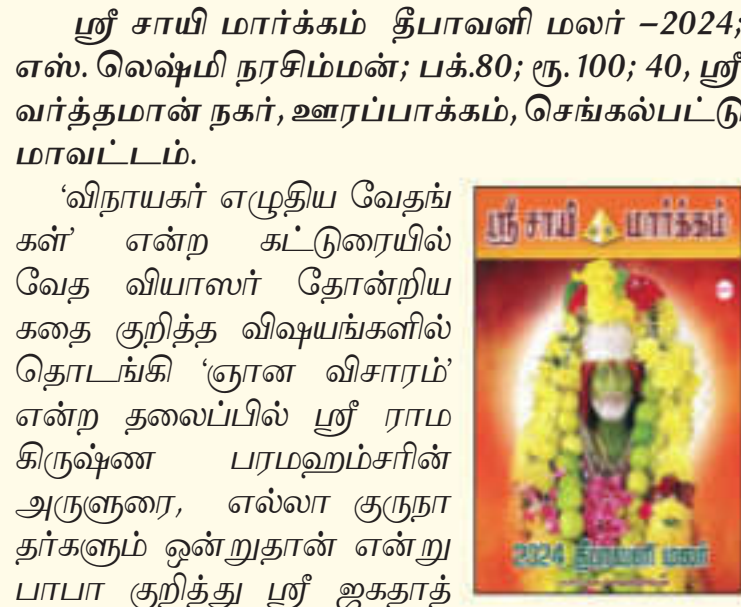 ஸ்ரீ சாயி மார்க்கம் தீபாவளி மலர் –2024;
எஸ். லெஷ்மி நரசிம்மன்; பக்.80; ரூ. 100; 40, ஸ்ரீ
வர்த்தமான் நகர், ஊரப்பாக்கம், செங்கல்பட்டு
மாவட்டம்.
‘விநாயகர் எழுதிய வேதங்
கள்’ என்ற கட்டுரையில்
வேத வியாஸர் தோன்றிய
கதை குறித்த விஷயங்களில்
தொடங்கி ‘ஞான விசாரம்’
என்ற தலைப்பில் ஸ்ரீ ராம
கிருஷ்ண பரமஹம்சரின்
அருளுரை, எல்லா குருநா
தர்களும் ஒன்றுதான் என்று
பாபா குறித்து ஸ்ரீ ஜகதாத்
ஸ்ரீ சாயி மார்க்கம்
2024 தீபாவளி மலர்